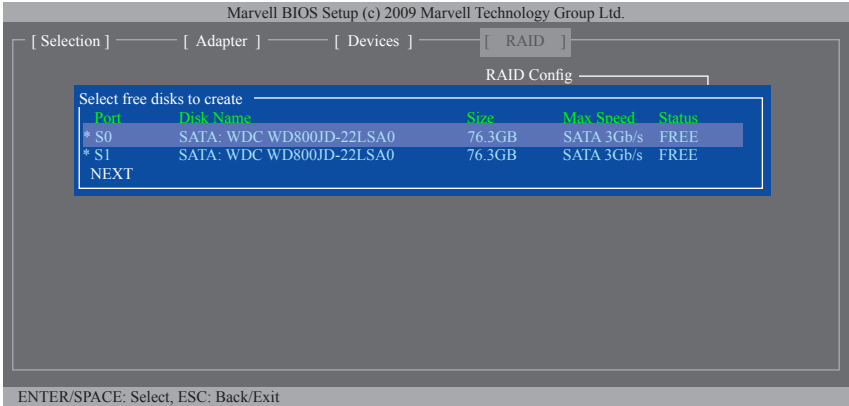 Marvell BIOS Setup (c) 2009 Marvell Technology Group Ltd.
[ Selection ] [ Adapter ] [ Devices ] [ RAID ]
RAID Config
Select free disks to create
Port Disk Name Size Max Speed Status
* S0 SATA: WDC WD800JD-22LSA0 76.3GB SATA 3Gb/s FREE
* S1 SATA: WDC WD800JD-22LSA0 76.3GB SATA 3Gb/s FREE
NEXT
ENTER/SPACE: Select, ESC: Back/Exit